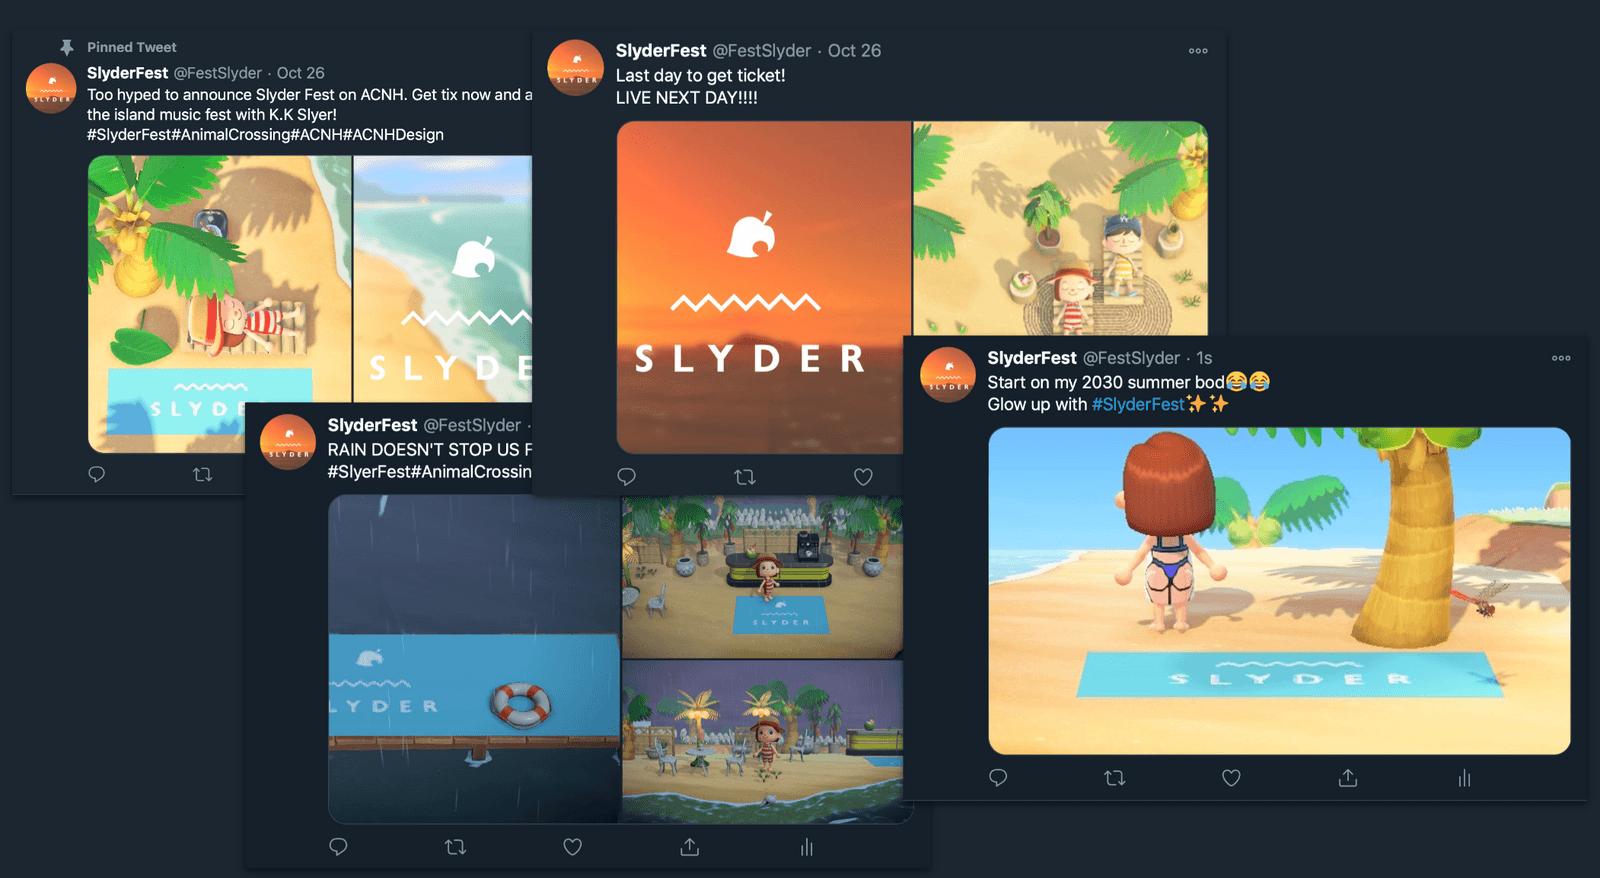 Pinned Tweet
SlyderFest @FestSlyder · Oct 26
Too hyped to announce Slyder Fest on ACNH. Get tix now and a
the island music fest with K.K Slyer!
#SlyderFest#AnimalCrossing#ACNH#ACNHDesign
SLYDER
SLYDE
SLYDE
SlyderFest @FestSlyder · Oct 26
Last day to get ticket!
LIVE NEXT DAY!!!!
SLYDER
SLYDER
SlyderFest @FestSlyder ·
RAIN DOESN'T STOP US F
#SlyerFest#AnimalCrossin
SLYDER
LYDER
SLYDER
SlyderFest @FestSlyder · 1s
Start on my 2030 summer bod😂😂
Glow up with #SlyderFest✨✨
SLYDER
SLYDER